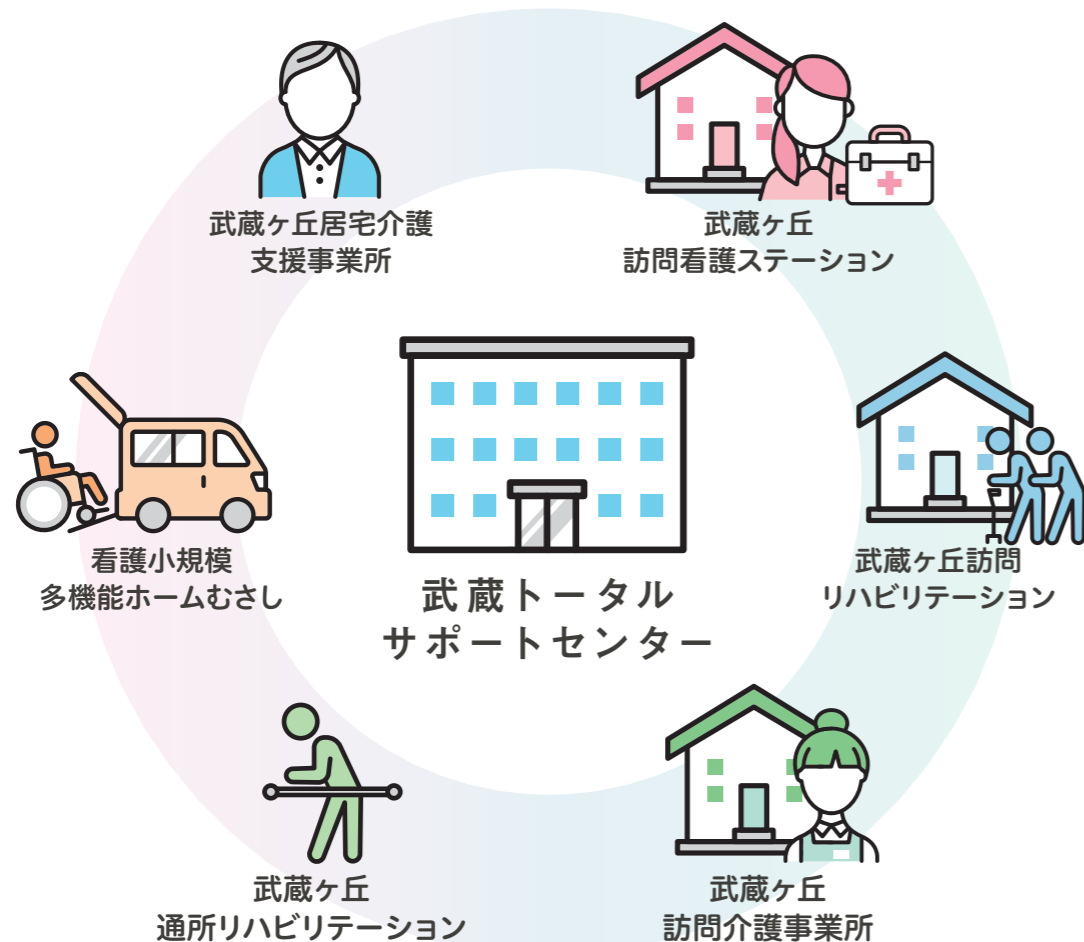 武蔵ヶ丘居宅介護
支援事業所
武蔵ヶ丘
訪問看護ステーション
看護小規模
多機能ホームむさし
武蔵トータル
サポートセンター
武蔵ヶ丘訪問
リハビリテーション
武蔵ヶ丘
通所リハビリテーション
武蔵ヶ丘
訪問介護事業所